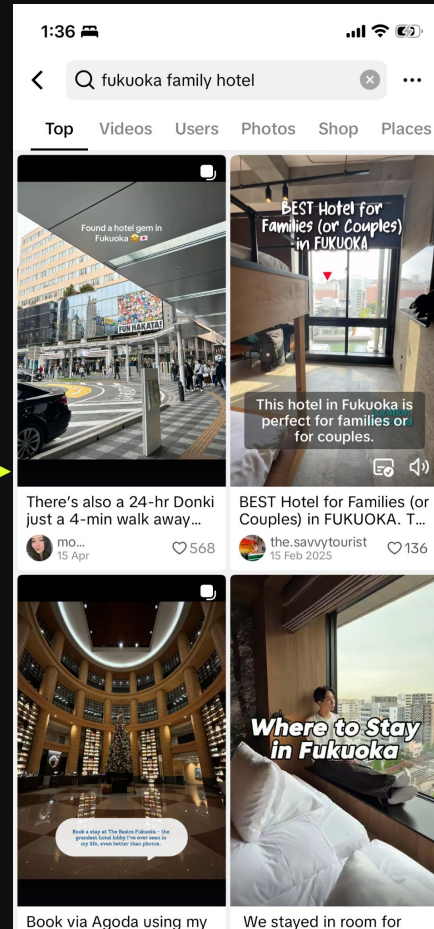 1:36
fukuoka family hotel
Top Videos Users Photos Shop Places
Found a hotel gem in
Fukuoka 🤩🇯🇵
FUN HAKATA!
There's also a 24-hr Donki
just a 4-min walk away...
mo...
15 Apr
568
BEST Hotel for
Families (or Couples)
in FUKUOKA
This hotel in Fukuoka is
perfect for families or
for couples.
BEST Hotel for Families (or
Couples) in FUKUOKA. T...
the.savvytourist
15 Feb 2025
136
Book a stay at The Basics Fukuoka – the
grandest hotel lobby I've ever seen in
my life, even better than photos.
Book via Agoda using my
Where to Stay
in Fukuoka
We stayed in room for